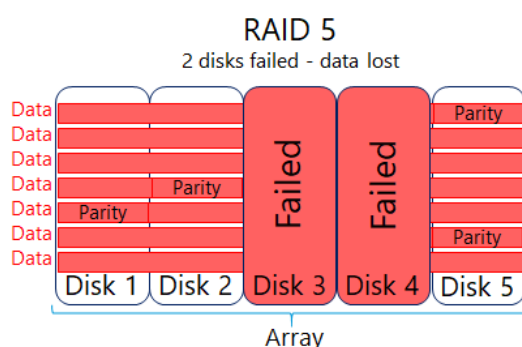 RAID 5
2 disks failed - data lost
Data Parity
Data
Data
Data Parity
Data Parity
Data Parity
Data
Failed Failed
Disk 1 Disk 2 Disk 3 Disk 4 Disk 5
Array